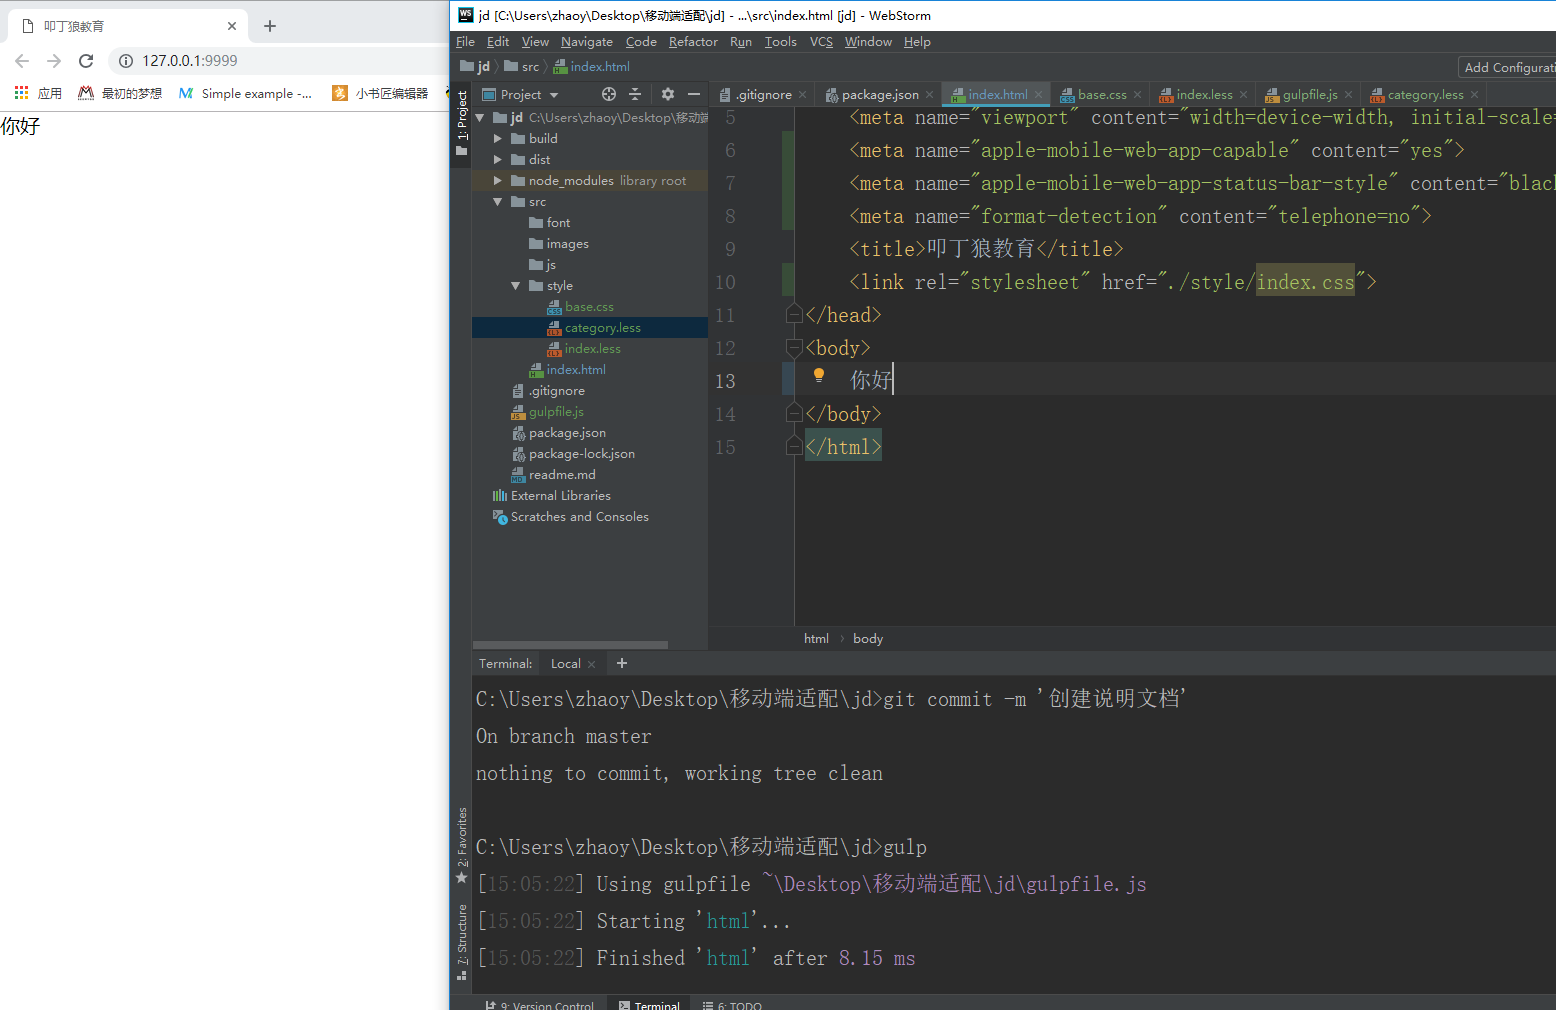 叩丁狼教育
127.0.0.1:9999
应用 最初的梦想 Simple example -... 小书匠编辑器
你好
jd [C:\Users\zhaoy\Desktop\移动端适配\jd] - ...\src\index.html [jd] - WebStorm
File Edit View Navigate Code Refactor Run Tools VCS Window Help
jd src index.html
Add Configurati
1: Project
Project
jd C:\Users\zhaoy\Desktop\移动端
build
dist
node_modules library root
src
font
images
js
style
base.css
category.less
index.less
index.html
.gitignore
gulpfile.js
package.json
package-lock.json
readme.md
External Libraries
Scratches and Consoles
.gitignore package.json index.html base.css index.less gulpfile.js category.less
5 <meta name="viewport" content="width=device-width, initial-scale=
6 <meta name="apple-mobile-web-app-capable" content="yes">
7 <meta name="apple-mobile-web-app-status-bar-style" content="blac
8 <meta name="format-detection" content="telephone=no">
9 <title>叩丁狼教育</title>
10 <link rel="stylesheet" href="./style/index.css">
11 </head>
12 <body>
13 你好
14 </body>
15 </html>
html body
Terminal: Local
C:\Users\zhaoy\Desktop\移动端适配\jd>git commit -m '创建说明文档'
On branch master
nothing to commit, working tree clean
C:\Users\zhaoy\Desktop\移动端适配\jd>gulp
[15:05:22] Using gulpfile ~\Desktop\移动端适配\jd\gulpfile.js
[15:05:22] Starting 'html'...
[15:05:22] Finished 'html' after 8.15 ms
2: Favorites
7: Structure
9: Version Control Terminal 6: TODO